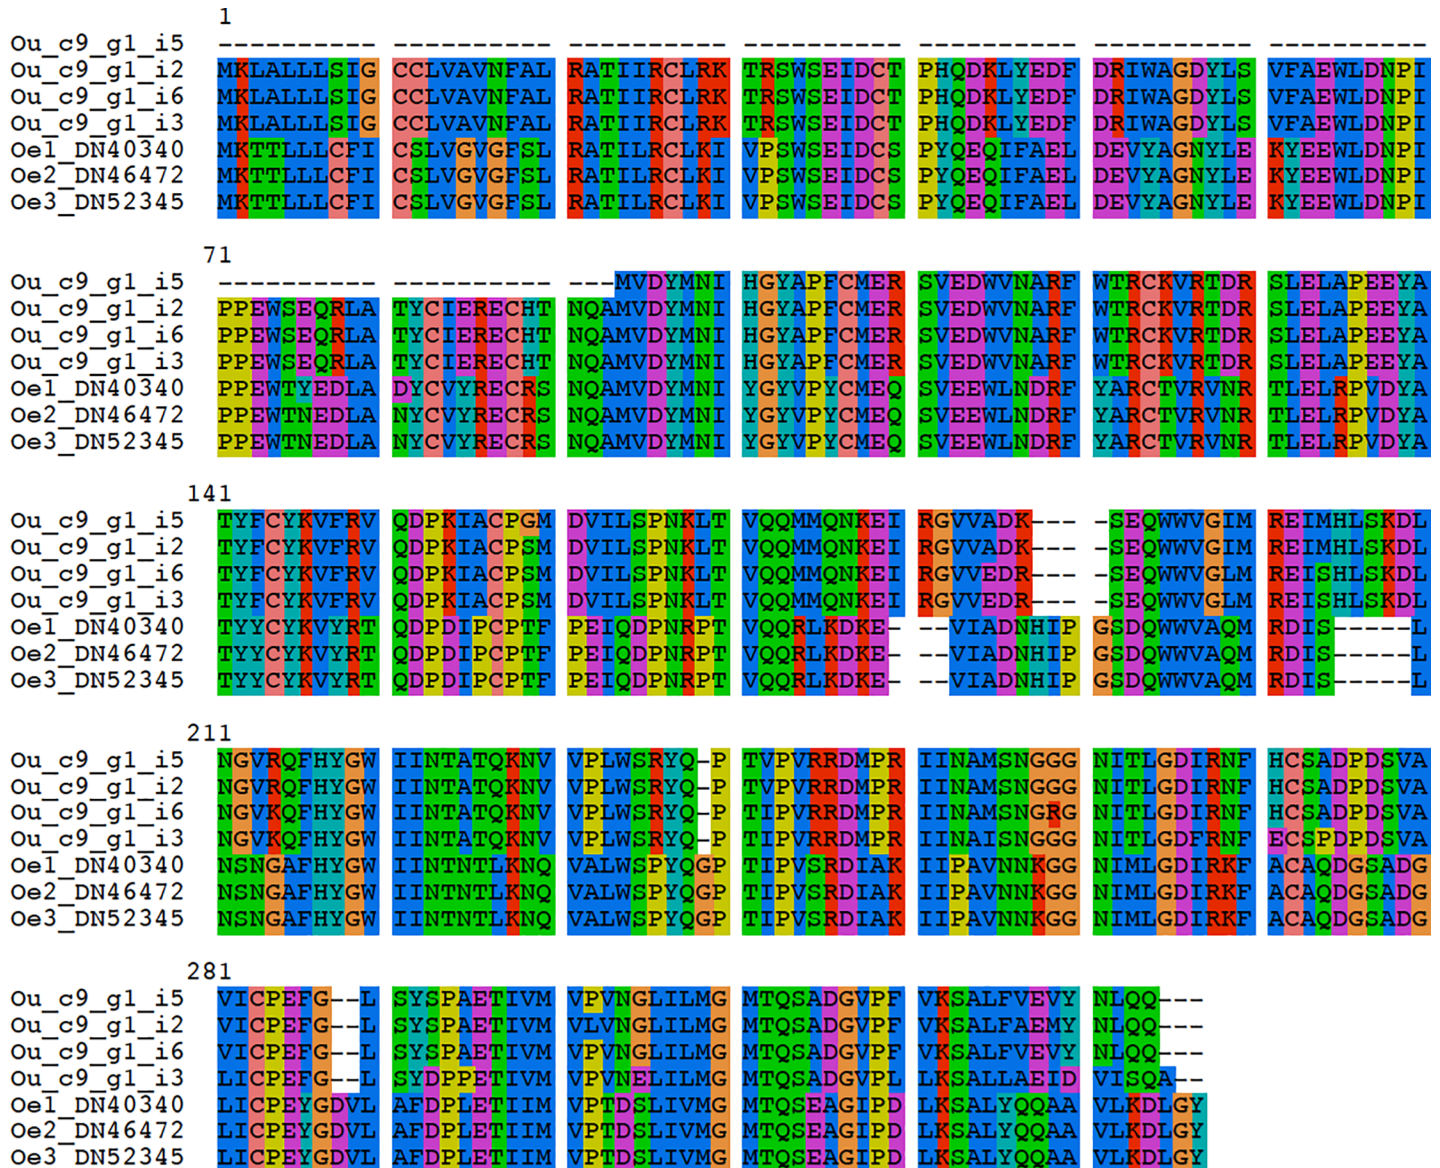 1
Ou_c9_g1_i5 ---------- ---------- ---------- ---------- ---------- ---------- ----------
Ou_c9_g1_i2 MKLALLLSIG CCLVAVNFAL RATIIRCLRK TRSWSEIDCT PHQDKLYEDF DRIWAGDYLS VFAEWLDNPI
Ou_c9_g1_i6 MKLALLLSIG CCLVAVNFAL RATIIRCLRK TRSWSEIDCT PHQDKLYEDF DRIWAGDYLS VFAEWLDNPI
Ou_c9_g1_i3 MKLALLLSIG CCLVAVNFAL RATIIRCLRK TRSWSEIDCT PHQDKLYEDF DRIWAGDYLS VFAEWLDNPI
Oe1_DN40340 MKTTLLLCFI CSLVGVGFSL RATILRCLKI VPSWSEIDCS PYQEQIFAEL DEVYAGNYLE KYEEWLDNPI
Oe2_DN46472 MKTTLLLCFI CSLVGVGFSL RATILRCLKI VPSWSEIDCS PYQEQIFAEL DEVYAGNYLE KYEEWLDNPI
Oe3_DN52345 MKTTLLLCFI CSLVGVGFSL RATILRCLKI VPSWSEIDCS PYQEQIFAEL DEVYAGNYLE KYEEWLDNPI
71
Ou_c9_g1_i5 ---------- ---------- ---MVDYMNI HGYAPFCMER SVEDWVNARF WTRCKVRTDR SLELAPEEYA
Ou_c9_g1_i2 PPEWSEQRLA TYCIERECHT NQAMVDYMNI HGYAPFCMER SVEDWVNARF WTRCKVRTDR SLELAPEEYA
Ou_c9_g1_i6 PPEWSEQRLA TYCIERECHT NQAMVDYMNI HGYAPFCMER SVEDWVNARF WTRCKVRTDR SLELAPEEYA
Ou_c9_g1_i3 PPEWSEQRLA TYCIERECHT NQAMVDYMNI HGYAPFCMER SVEDWVNARF WTRCKVRTDR SLELAPEEYA
Oe1_DN40340 PPEWTYEDLA DYCVYRECRS NQAMVDYMNI YGYVPYCMEQ SVEEWLNDRF YARCTVRVNR TLELRPVDYA
Oe2_DN46472 PPEWTNEDLA NYCVYRECRS NQAMVDYMNI YGYVPYCMEQ SVEEWLNDRF YARCTVRVNR TLELRPVDYA
Oe3_DN52345 PPEWTNEDLA NYCVYRECRS NQAMVDYMNI YGYVPYCMEQ SVEEWLNDRF YARCTVRVNR TLELRPVDYA
141
Ou_c9_g1_i5 TYFCYKVFRV QDPKIACPGM DVILSPNKLT VQQMMQNKEI RGVVADK--- -SEQWWVGIM REIMHLSKDL
Ou_c9_g1_i2 TYFCYKVFRV QDPKIACPSM DVILSPNKLT VQQMMQNKEI RGVVADK--- -SEQWWVGIM REIMHLSKDL
Ou_c9_g1_i6 TYFCYKVFRV QDPKIACPSM DVILSPNKLT VQQMMQNKEI RGVVEDR--- -SEQWWVGLM REISHLSKDL
Ou_c9_g1_i3 TYFCYKVFRV QDPKIACPSM DVILSPNKLT VQQMMQNKEI RGVVEDR--- -SEQWWVGLM REISHLSKDL
Oe1_DN40340 TYYCYKVYRT QDPDIPCPTF PEIQDPNRPT VQQRLKDKE- --VIADNHIP GSDQWWVAQM RDIS-----L
Oe2_DN46472 TYYCYKVYRT QDPDIPCPTF PEIQDPNRPT VQQRLKDKE- --VIADNHIP GSDQWWVAQM RDIS-----L
Oe3_DN52345 TYYCYKVYRT QDPDIPCPTF PEIQDPNRPT VQQRLKDKE- --VIADNHIP GSDQWWVAQM RDIS-----L
211
Ou_c9_g1_i5 NGVRQFHYGW IINTATQKNV VPLWSRYQ-P TVPVRRDMPR IINAMSNGGG NITLGDIRNF HCSADPDSVA
Ou_c9_g1_i2 NGVRQFHYGW IINTATQKNV VPLWSRYQ-P TVPVRRDMPR IINAMSNGGG NITLGDIRNF HCSADPDSVA
Ou_c9_g1_i6 NGVRQFHYGW IINTATQKNV VPLWSRYQ-P TIPVRRDMPR IINAMSNGRG NITLGDIRNF HCSADPDSVA
Ou_c9_g1_i3 NGVKQFHYGW IINTATQKNV VPLWSRYQ-P TIPVRRDMPR IINAISNGGG NITLGDFRNF ECSPDPDSVA
Oe1_DN40340 NSNGAFHYGW IINTNTLKNQ VALWSPYQGP TIPVSRDIAK IIPAVNNKGG NIMLGDIRKF ACAQDGSADG
Oe2_DN46472 NSNGAFHYGW IINTNTLKNQ VALWSPYQGP TIPVSRDIAK IIPAVNNKGG NIMLGDIRKF ACAQDGSADG
Oe3_DN52345 NSNGAFHYGW IINTNTLKNQ VALWSPYQGP TIPVSRDIAK IIPAVNNKGG NIMLGDIRKF ACAQDGSADG
281
Ou_c9_g1_i5 VICPEFG--L SYSPAETIVM VPVNGLILMG MTQSADGVPF VKSALFVEVY NLQQ---
Ou_c9_g1_i2 VICPEFG--L SYSPAETIVM VLVNGLILMG MTQSADGVPF VKSALFAEMY NLQQ---
Ou_c9_g1_i6 VICPEFG--L SYSPAETIVM VPVNGLILMG MTQSADGVPF VKSALFVEVY NLQQ---
Ou_c9_g1_i3 LICPEFG--L SYDPPETIVM VPVNELILMG MTQSADGVPL LKSALLAEID VISQA--
Oe1_DN40340 LICPEYGDVL AFDPLETIIM VPTDSLIVMG MTQSEAGIPD LKSALYQQAA VLKDLGY
Oe2_DN46472 LICPEYGDVL AFDPLETIIM VPTDSLIVMG MTQSEAGIPD LKSALYQQAA VLKDLGY
Oe3_DN52345 LICPEYGDVL AFDPLETIIM VPTDSLIVMG MTQSEAGIPD LKSALYQQAA VLKDLGY